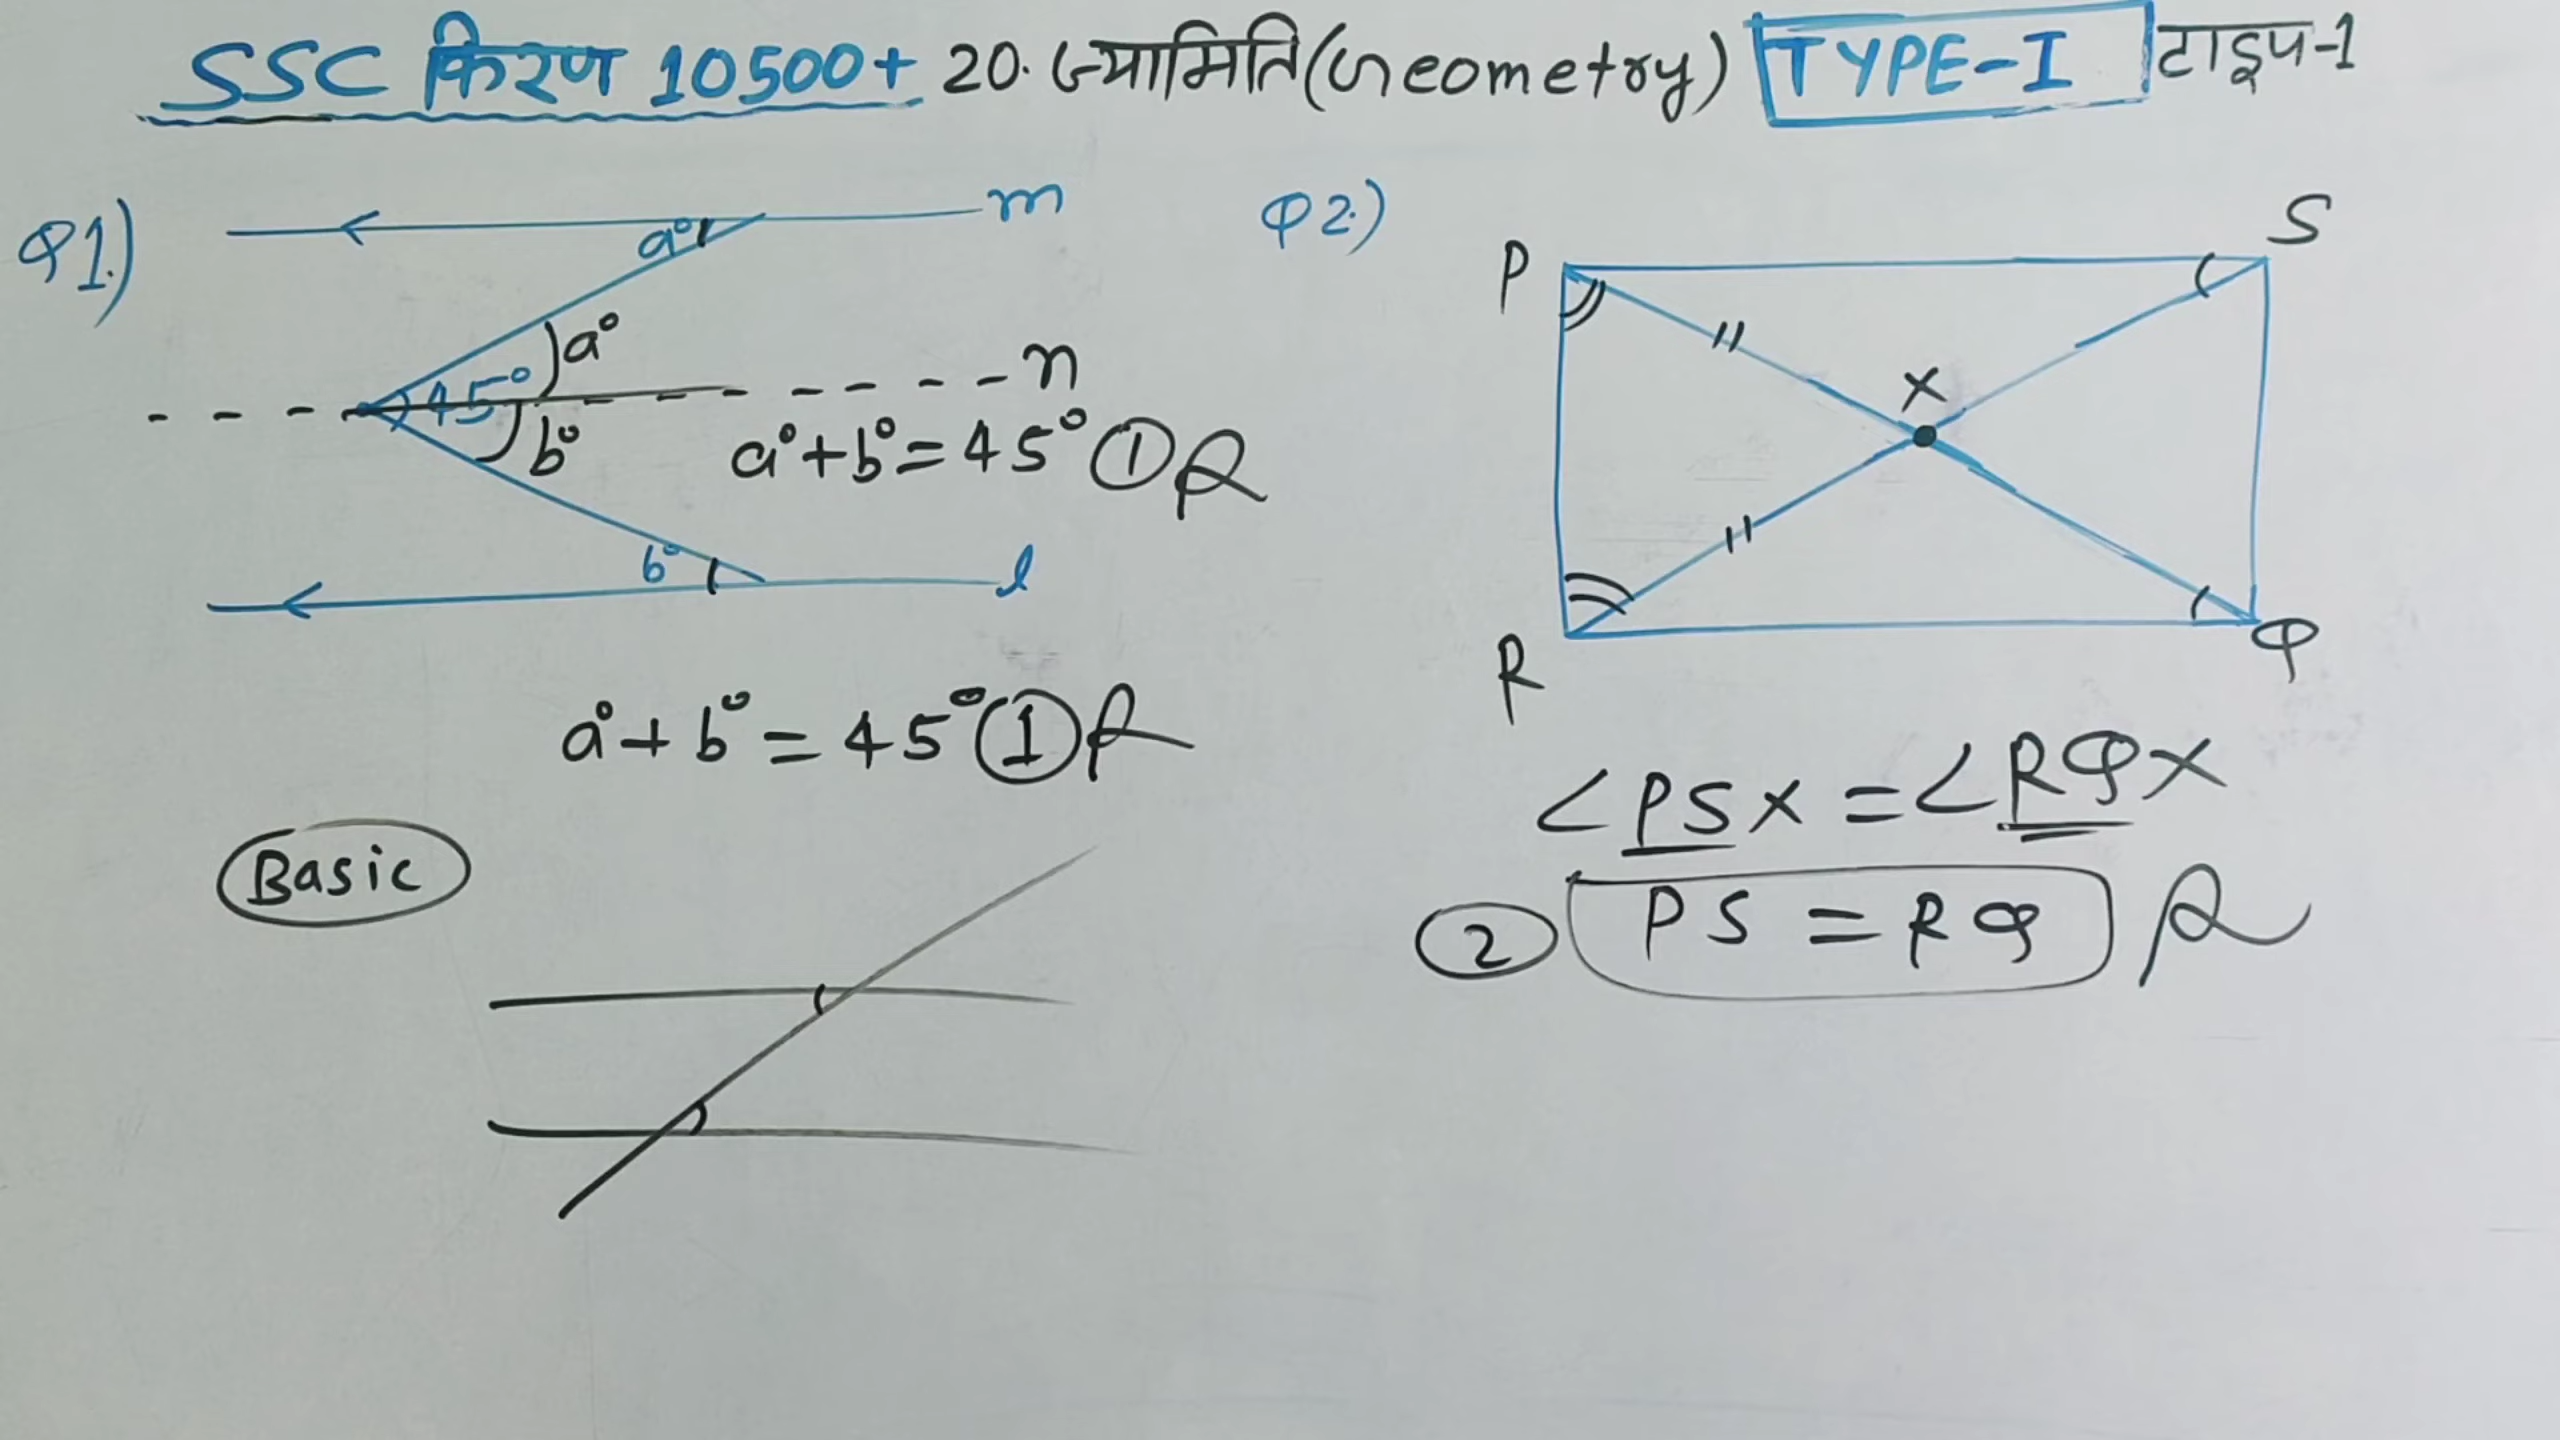 SSC किरण 10500+ 20. ज्यामिति (Geometry) TYPE-I टाइप-1
Q1.)
m
a°
a°
45°
n
b°
a°+b°=45° ①
b°
l
a°+b°=45° ①
Basic
Q2.)
P
S
X
R
Q
∠PSX=∠RQX
② PS=RQ